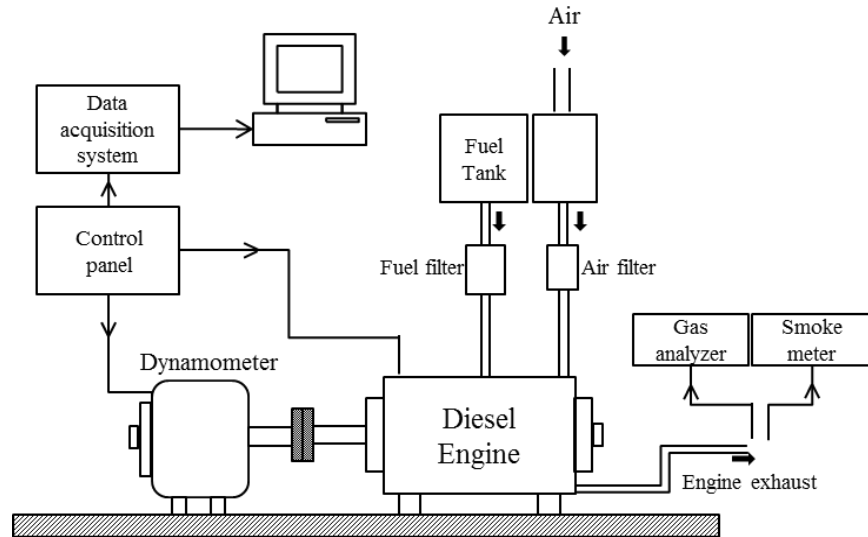 Air
Data
acquisition
system
Fuel
Tank
Control
panel
Fuel filter
Air filter
Gas
analyzer
Smoke
meter
Dynamometer
Diesel
Engine
Engine exhaust